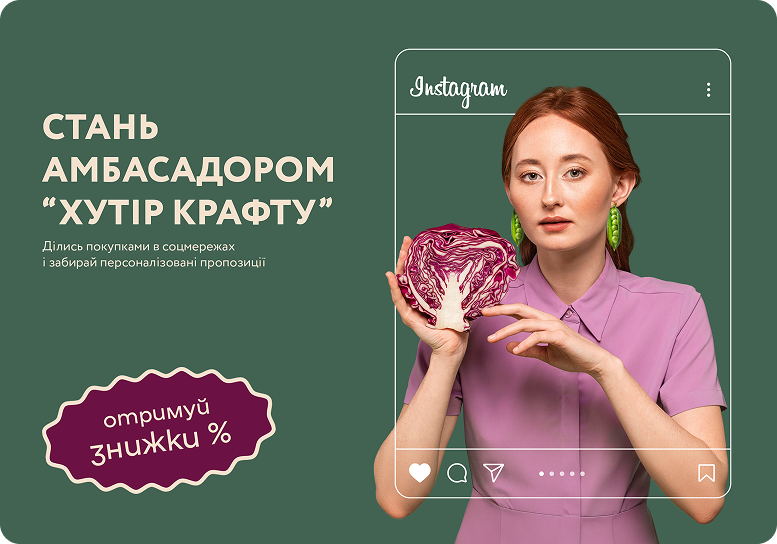 СТАНЬ
АМБАСАДОРОМ
“ХУТІР КРАФТУ”
Ділись покупками в соцмережах
і забирай персоналізовані пропозиції
отримуй
знижки %
Instagram